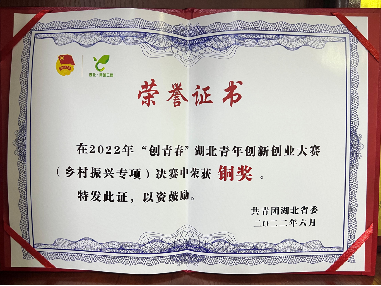 荣誉证书
在2022年“创青春”湖北青年创新创业大赛
（乡村振兴专项）决赛中荣获 铜奖 。
特发此证，以资鼓励。
共青团湖北省委
二〇二二年六月